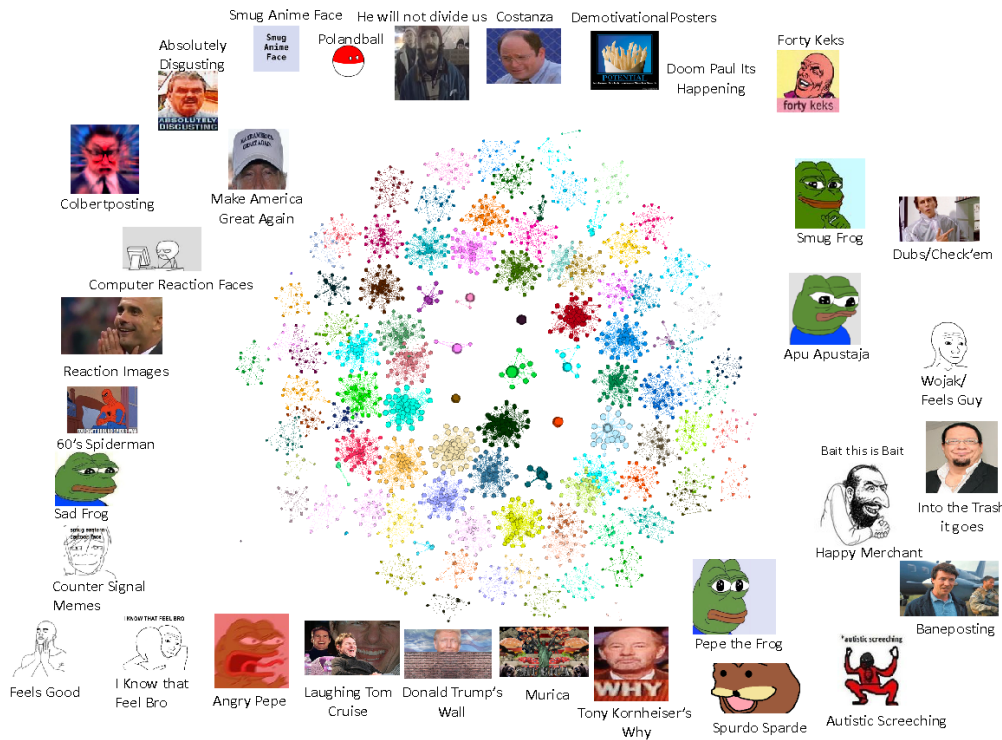 Smug Anime Face
He will not divide us
Costanza
DemotivationalPosters
Smug
Anime
Face
Polandball
POTENTIAL
Doom Paul Its
Happening
Forty Keks
forty keks
Absolutely
Disgusting
ABSOLUTELY
DISGUSTING
Colbertposting
MAKE AMERICA
GREAT AGAIN
Make America
Great Again
Smug Frog
Dubs/Check'em
Computer Reaction Faces
Reaction Images
Apu Apustaja
Wojak/
Feels Guy
60's Spiderman
Sad Frog
Bait this is Bait
Happy Merchant
Into the Trash
it goes
Counter Signal
Memes
Baneposting
Pepe the Frog
Feels Good
I KNOW THAT FEEL BRO
I Know that
Feel Bro
Angry Pepe
Laughing Tom
Cruise
Donald Trump's
Wall
Murica
WHY
Tony Kornheiser's
Why
Spurdo Sparde
*autistic screeching
Autistic Screeching